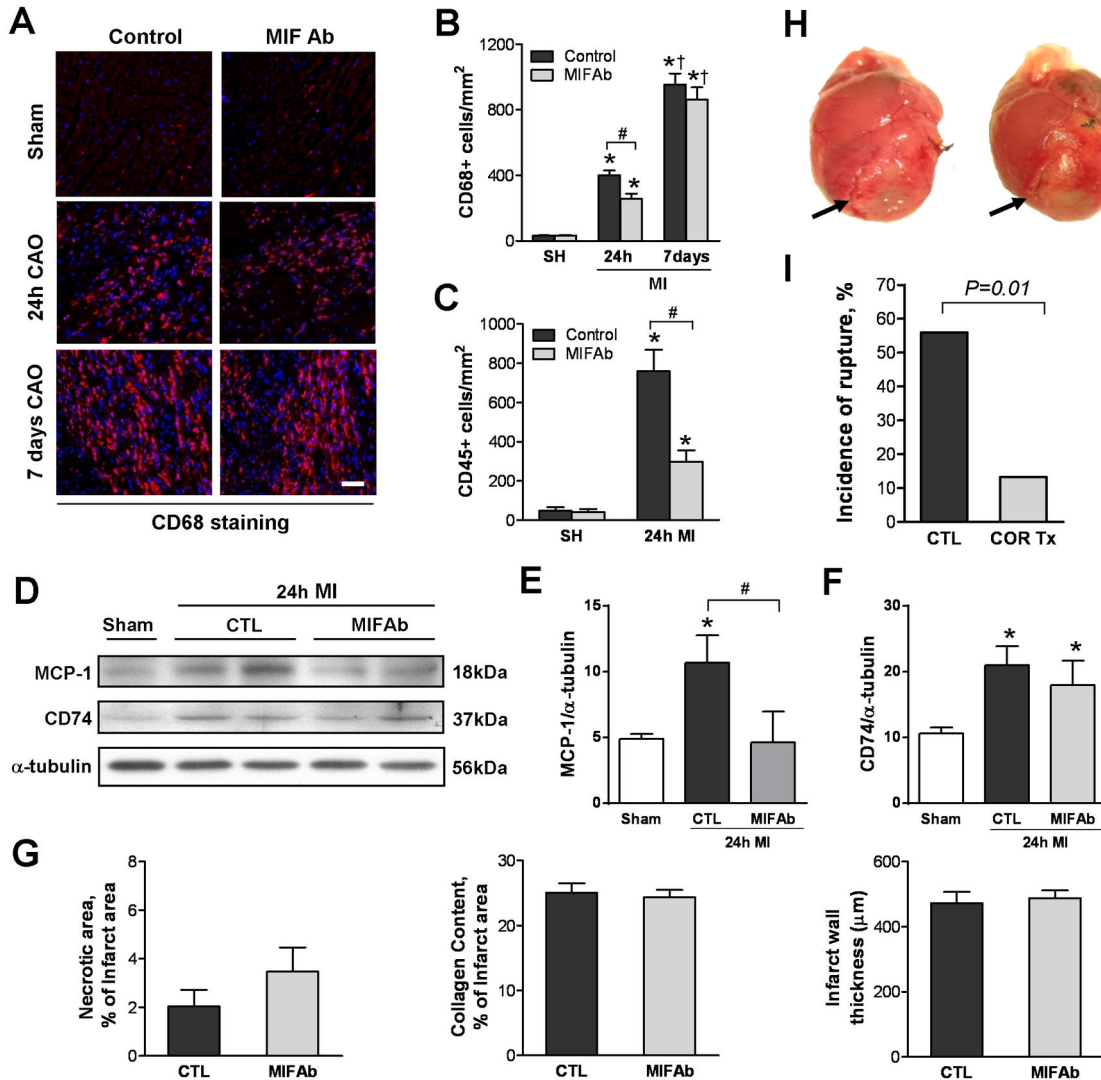 A
Control
MIF Ab
Sham
24h CAO
7 days CAO
CD68 staining
B
CD68+ cells/mm2
1200
800
400
0
Control
MIFAb
*
#
*
*†
*†
SH
24h
7days
MI
C
CD45+ cells/mm2
1000
800
600
400
200
0
Control
MIFAb
*
#
*
SH
24h MI
H
I
Incidence of rupture, %
70
60
50
40
30
20
10
0
P=0.01
CTL
COR Tx
D
24h MI
Sham
CTL
MIFAb
MCP-1
18kDa
CD74
37kDa
α-tubulin
56kDa
E
MCP-1/α-tubulin
15
10
5
0
*
#
Sham
CTL
MIFAb
24h MI
F
CD74/α-tubulin
30
20
10
0
*
*
Sham
CTL
MIFAb
24h MI
G
Necrotic area,
% of Infarct area
8
6
4
2
0
CTL
MIFAb
Collagen Content,
% of Infarct area
30
25
20
15
10
5
0
CTL
MIFAb
Infarct wall
thickness (μm)
600
400
200
0
CTL
MIFAb